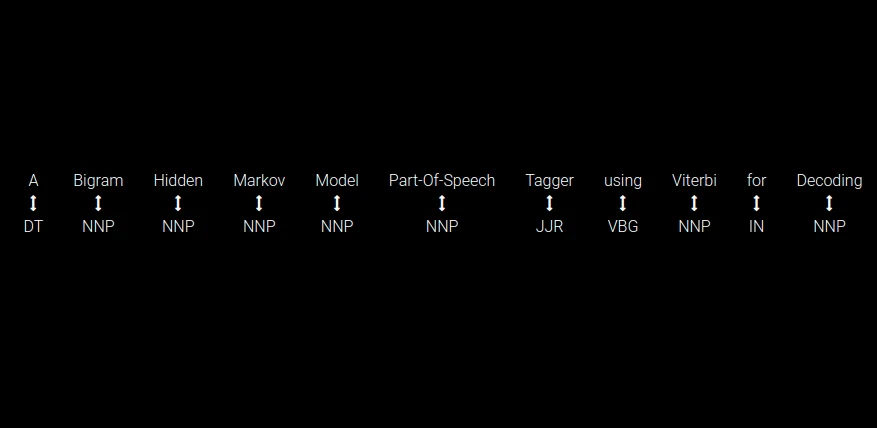 A Bigram Hidden Markov Model Part-Of-Speech Tagger using Viterbi for Decoding
DT NNP NNP NNP NNP NNP JJR VBG NNP IN NNP